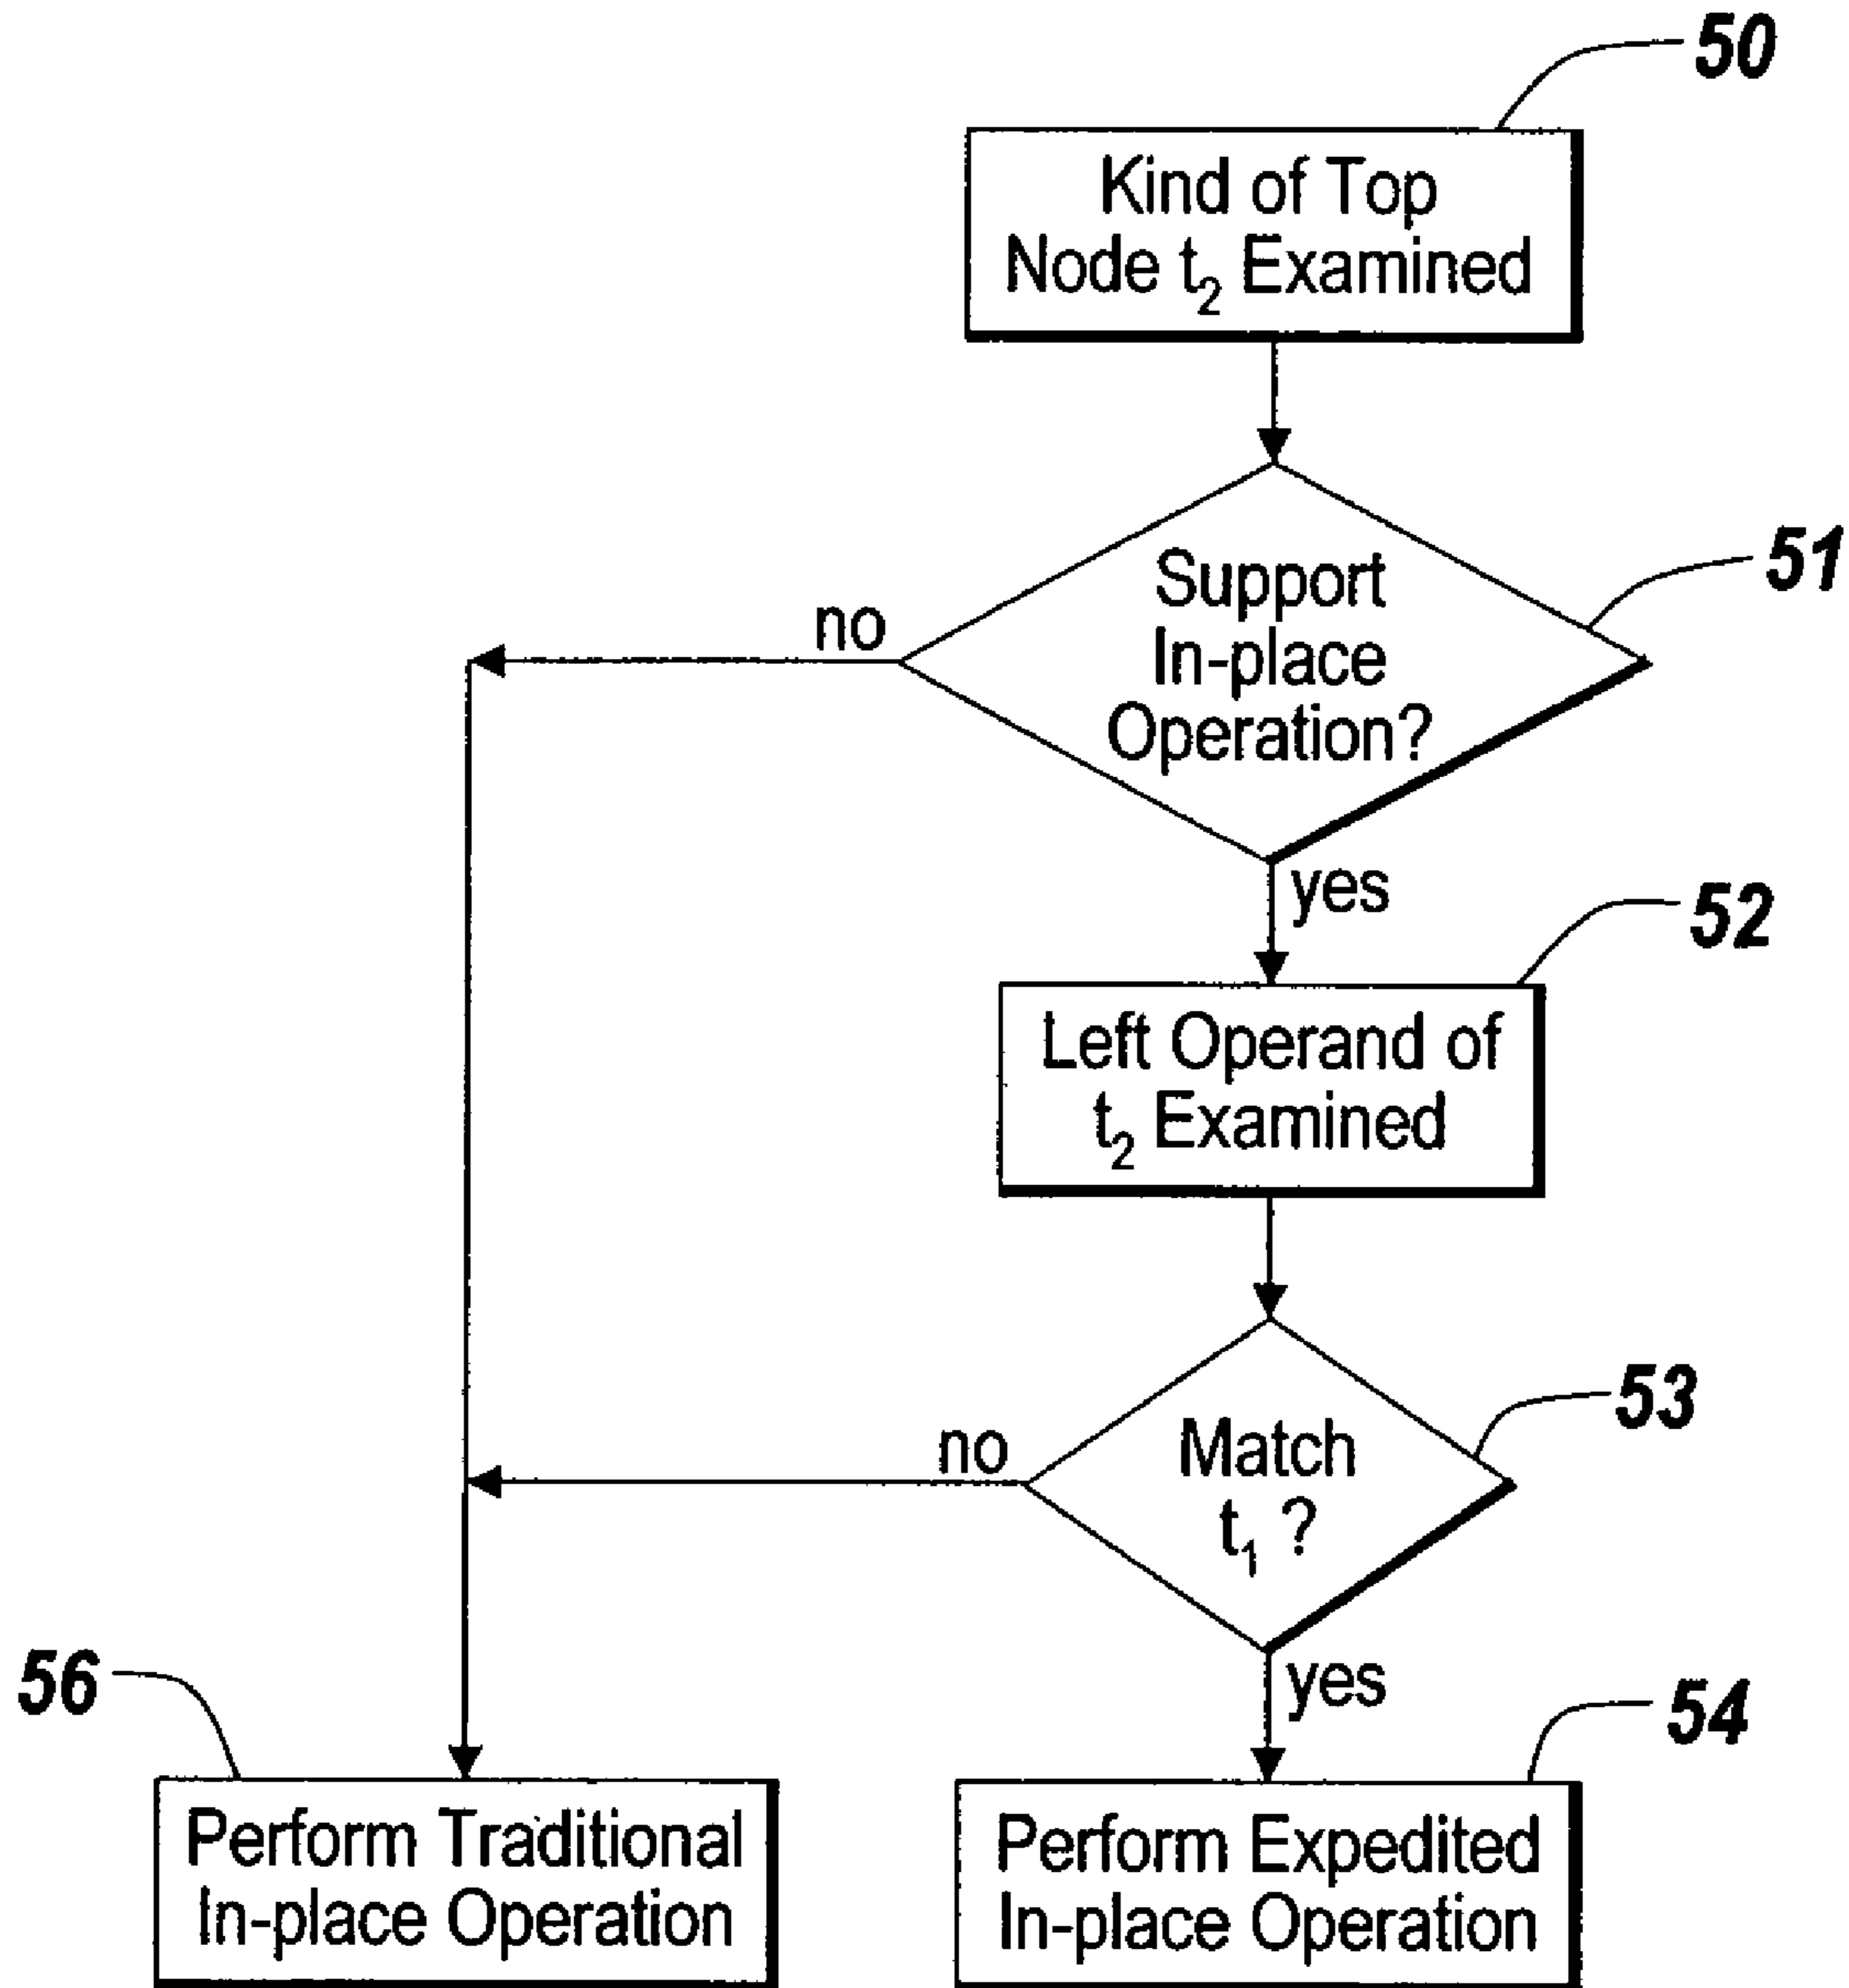 50
Kind of Top
Node t₂ Examined
51
Support
In-place
Operation?
no
yes
52
Left Operand of
t₂ Examined
53
Match
t₁ ?
no
yes
56
54
Perform Traditional
In-place Operation
Perform Expedited
In-place Operation